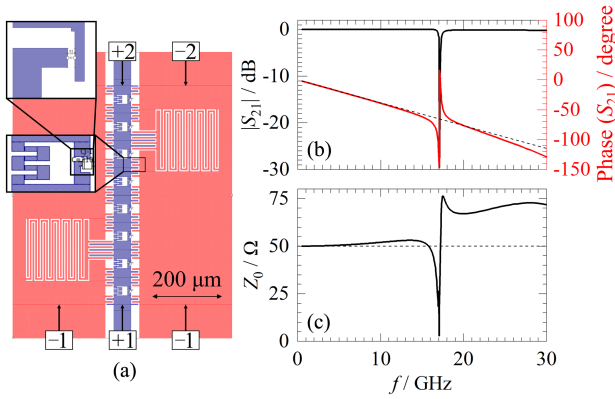 +2
−2
200 μm
−1
+1
−1
(a)
0
-10
-20
-30
|S21| / dB
(b)
100
50
0
-50
-100
-150
Phase (S21) / degree
75
50
25
0
Z0 / Ω
(c)
0
10
20
30
f / GHz